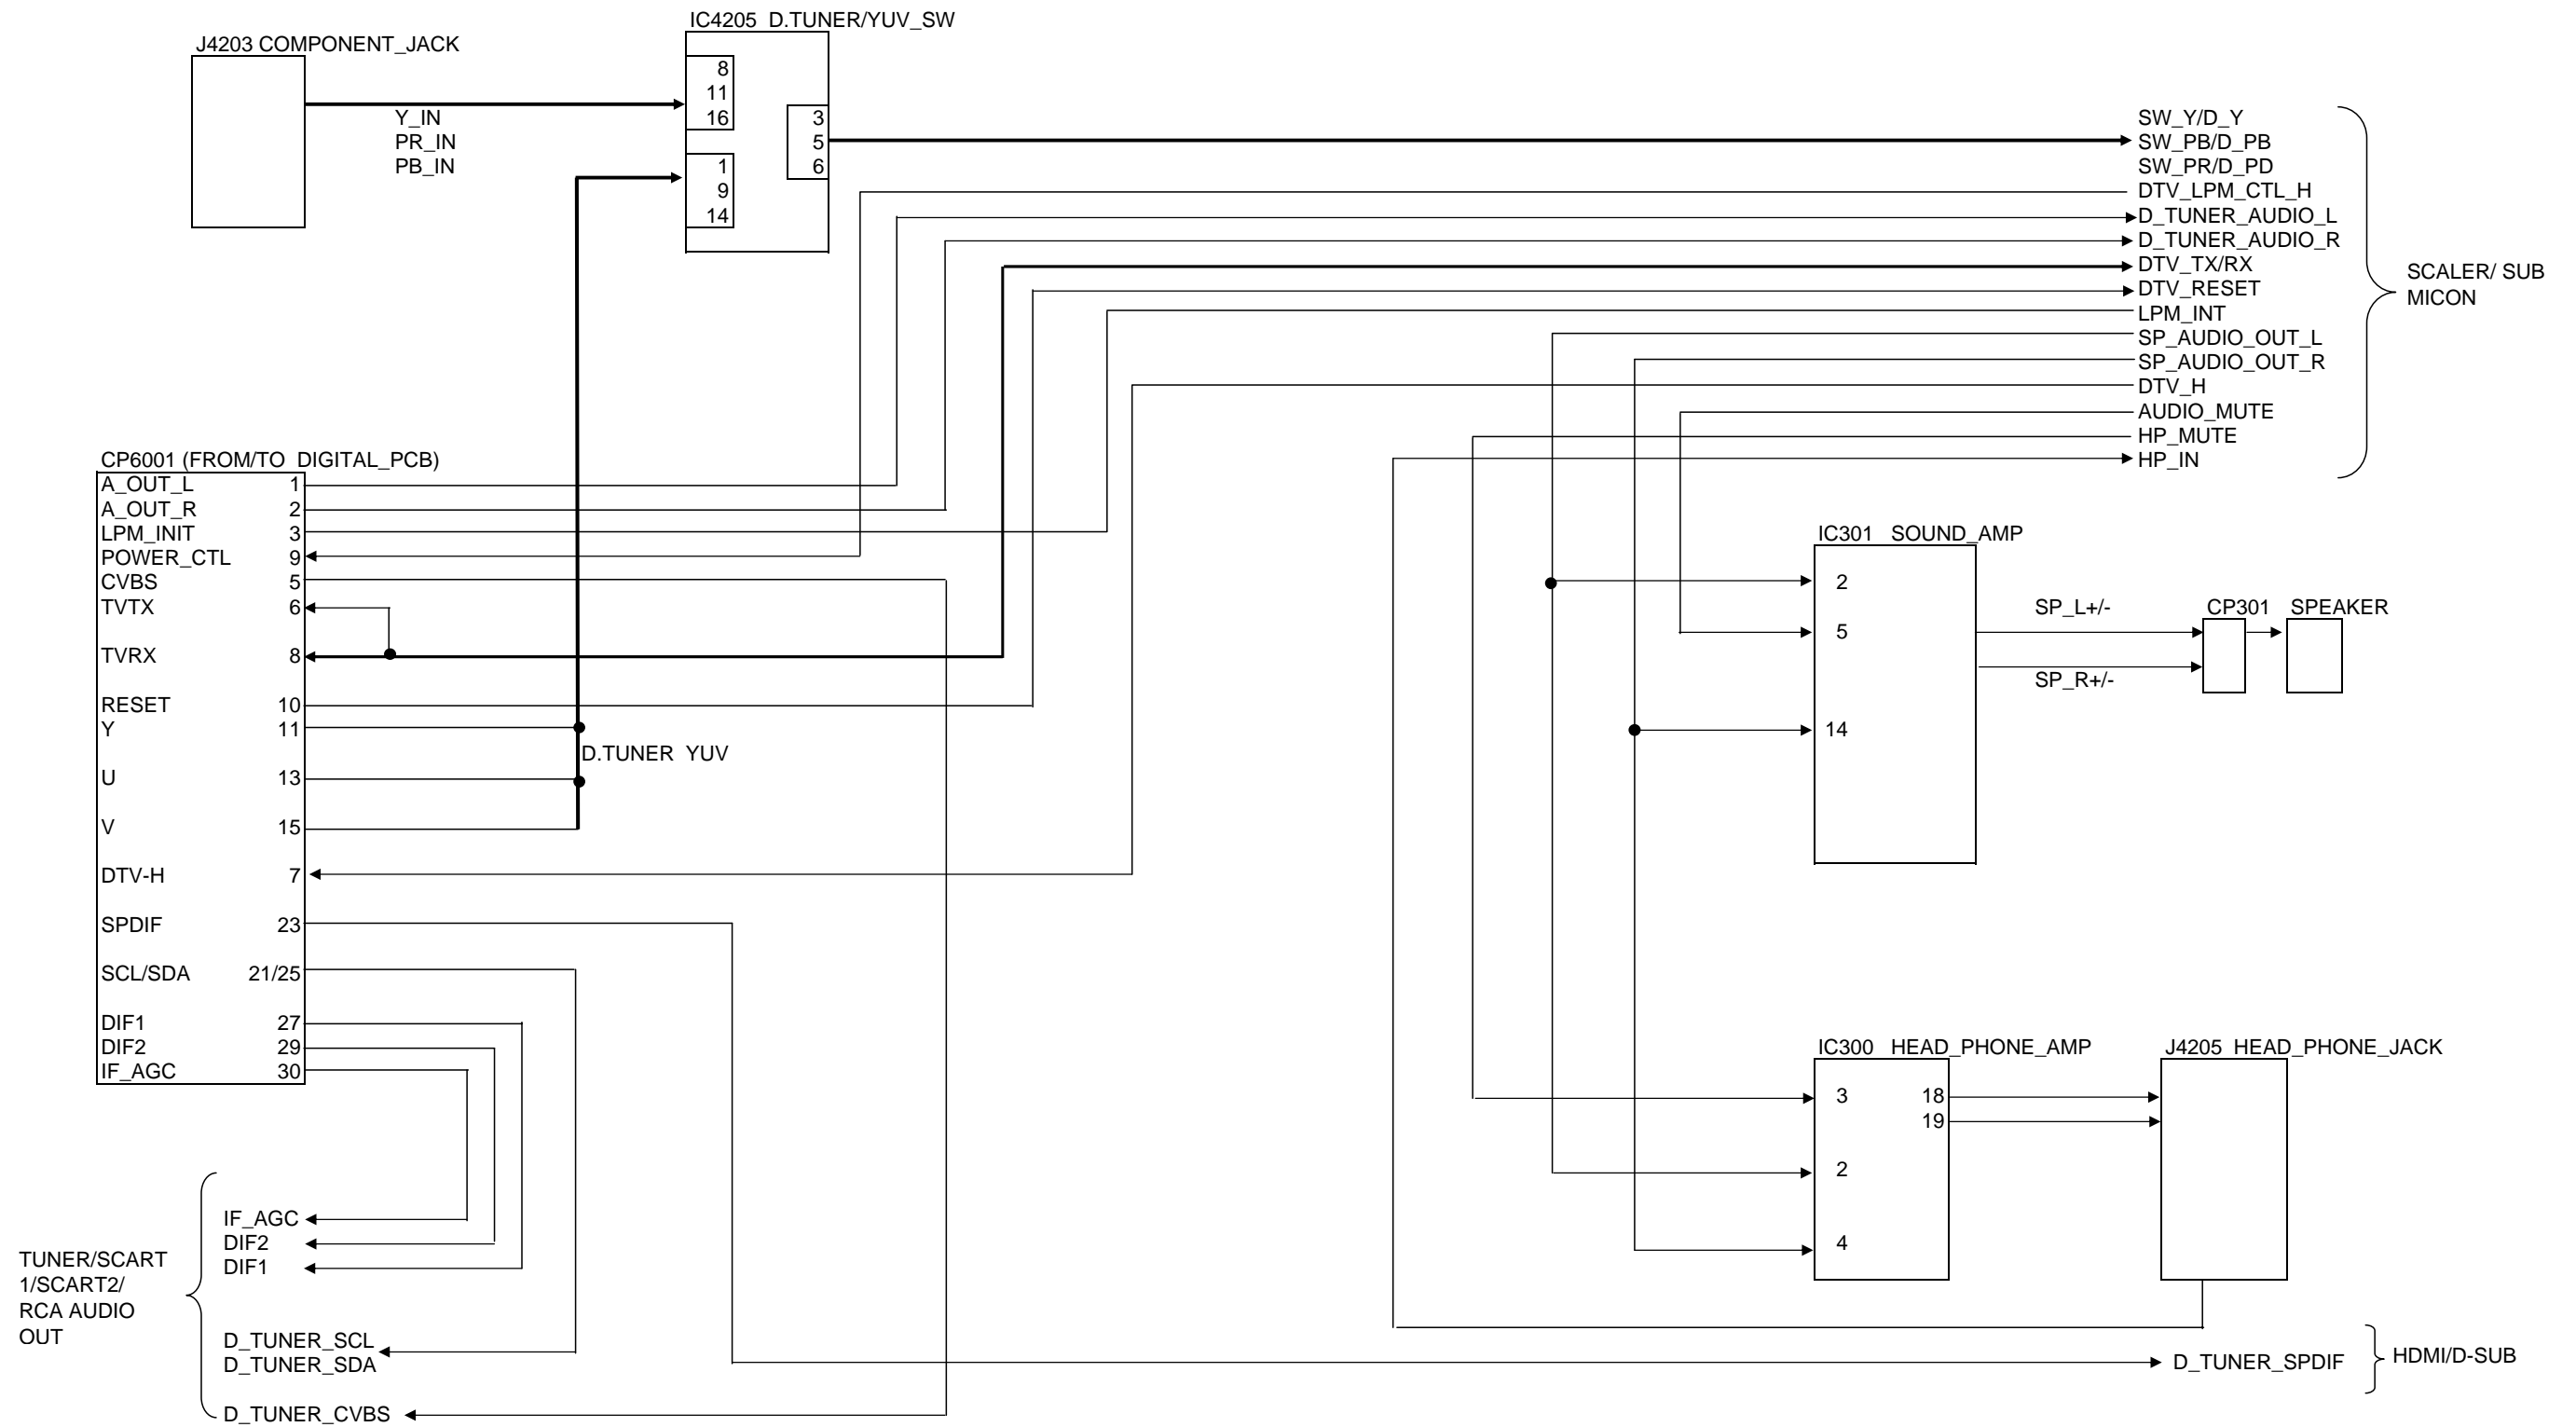 IC4205 D.TUNER/YUV_SW
J4203 COMPONENT_JACK
8
11
16
3
5
6
1
9
14
Y_IN
PR_IN
PB_IN
SW_Y/D_Y
SW_PB/D_PB
SW_PR/D_PD
DTV_LPM_CTL_H
D_TUNER_AUDIO_L
D_TUNER_AUDIO_R
DTV_TX/RX
DTV_RESET
LPM_INT
SP_AUDIO_OUT_L
SP_AUDIO_OUT_R
DTV_H
AUDIO_MUTE
HP_MUTE
HP_IN
SCALER/ SUB
MICON
CP6001 (FROM/TO DIGITAL_PCB)
A_OUT_L 1
A_OUT_R 2
LPM_INIT 3
POWER_CTL 9
CVBS 5
TVTX 6
TVRX 8
RESET 10
Y 11
U 13
V 15
DTV-H 7
SPDIF 23
SCL/SDA 21/25
DIF1 27
DIF2 29
IF_AGC 30
D.TUNER YUV
IC301 SOUND_AMP
2
5
14
SP_L+/-
SP_R+/-
CP301
SPEAKER
IC300 HEAD_PHONE_AMP
3
2
4
18
19
J4205 HEAD_PHONE_JACK
TUNER/SCART
1/SCART2/
RCA AUDIO
OUT
IF_AGC
DIF2
DIF1
D_TUNER_SCL
D_TUNER_SDA
D_TUNER_CVBS
D_TUNER_SPDIF
HDMI/D-SUB